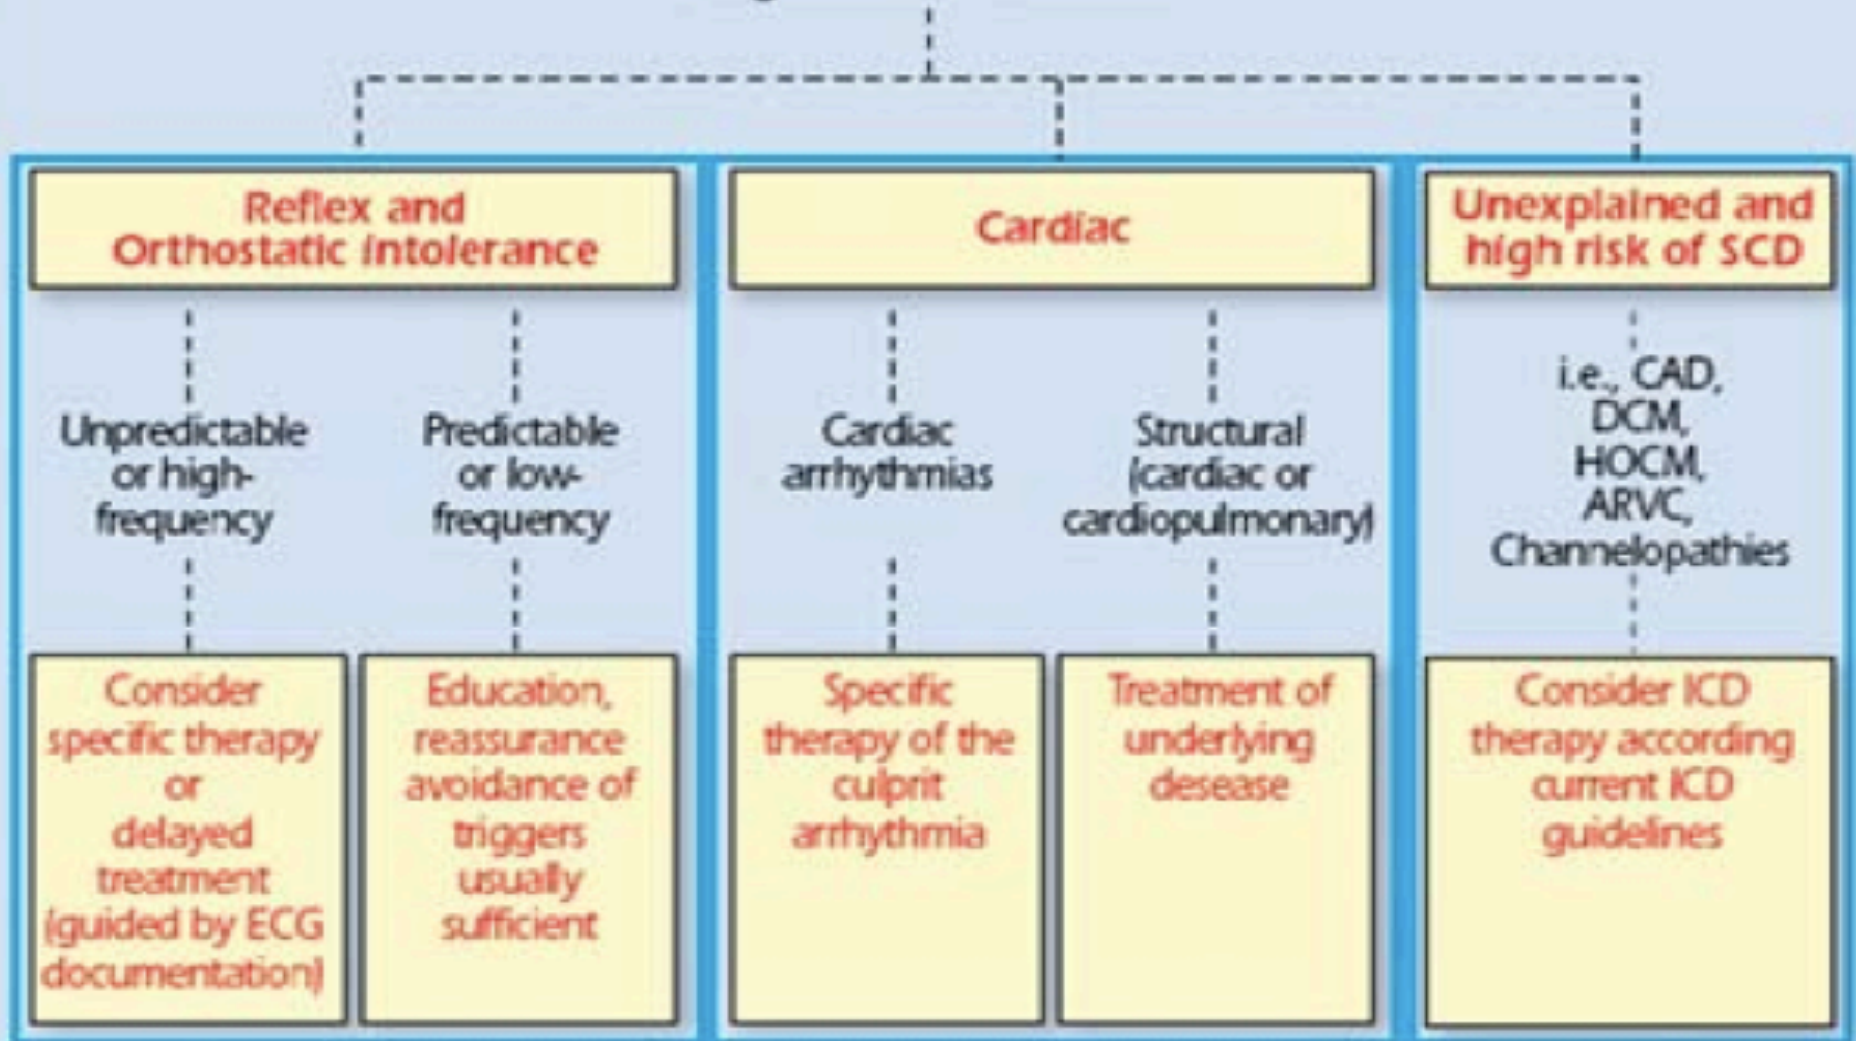 Reflex and
Orthostatic intolerance
Cardiac
Unexplained and
high risk of SCD
Unpredictable
or high-
frequency
Predictable
or low-
frequency
Cardiac
arrhythmias
Structural
(cardiac or
cardiopulmonary)
i.e., CAD,
DCM,
HOCM,
ARVC,
Channelopathies
Consider
specific therapy
or
delayed
treatment
(guided by ECG
documentation)
Education,
reassurance
avoidance of
triggers
usually
sufficient
Specific
therapy of the
culprit
arrhythmia
Treatment of
underlying
desease
Consider ICD
therapy according
current ICD
guidelines